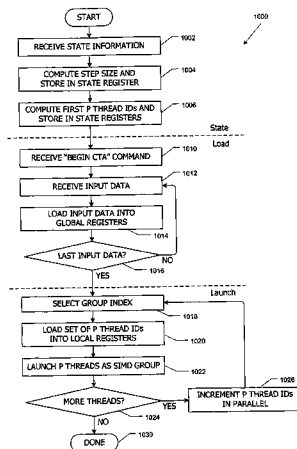 START
1000
RECEIVE STATE INFORMATION
1002
COMPUTE STEP SIZE AND
STORE IN STATE
REGISTER
1004
COMPUTE FIRST P THREAD IDs AND
STORE IN STATE REGISTERS
1006
State
Load
RECEIVE "BEGIN CTA" COMMAND
1010
RECEIVE INPUT DATA
1012
LOAD INPUT DATA INTO
GLOBAL REGISTERS
1014
LAST INPUT DATA?
NO
1016
YES
Launch
SELECT GROUP INDEX
1018
LOAD SET OF P THREAD IDs
INTO LOCAL REGISTERS
1020
LAUNCH P THREADS AS SIMD GROUP
1022
MORE THREADS?
YES
1024
INCREMENT P THREAD IDs
IN PARALLEL
1026
NO
DONE
1030